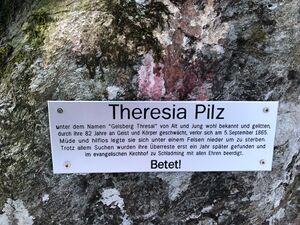 Theresia Pilz
unter dem Namen "Geisberg Thresal" von Alt und Jung wohl bekannt und gelitten,
durch ihre 82 Jahre an Geist und Körper geschwächt, verlor sich am 5.September 1865.
Müde und hilflos legte sie sich unter einem Felsen nieder um zu sterben.
Trotz allem Suchen wurden ihre Überreste erst ein Jahr später gefunden und
im evangelischen Kirchhof zu Schladming mit allen Ehren beerdigt.
Betet!